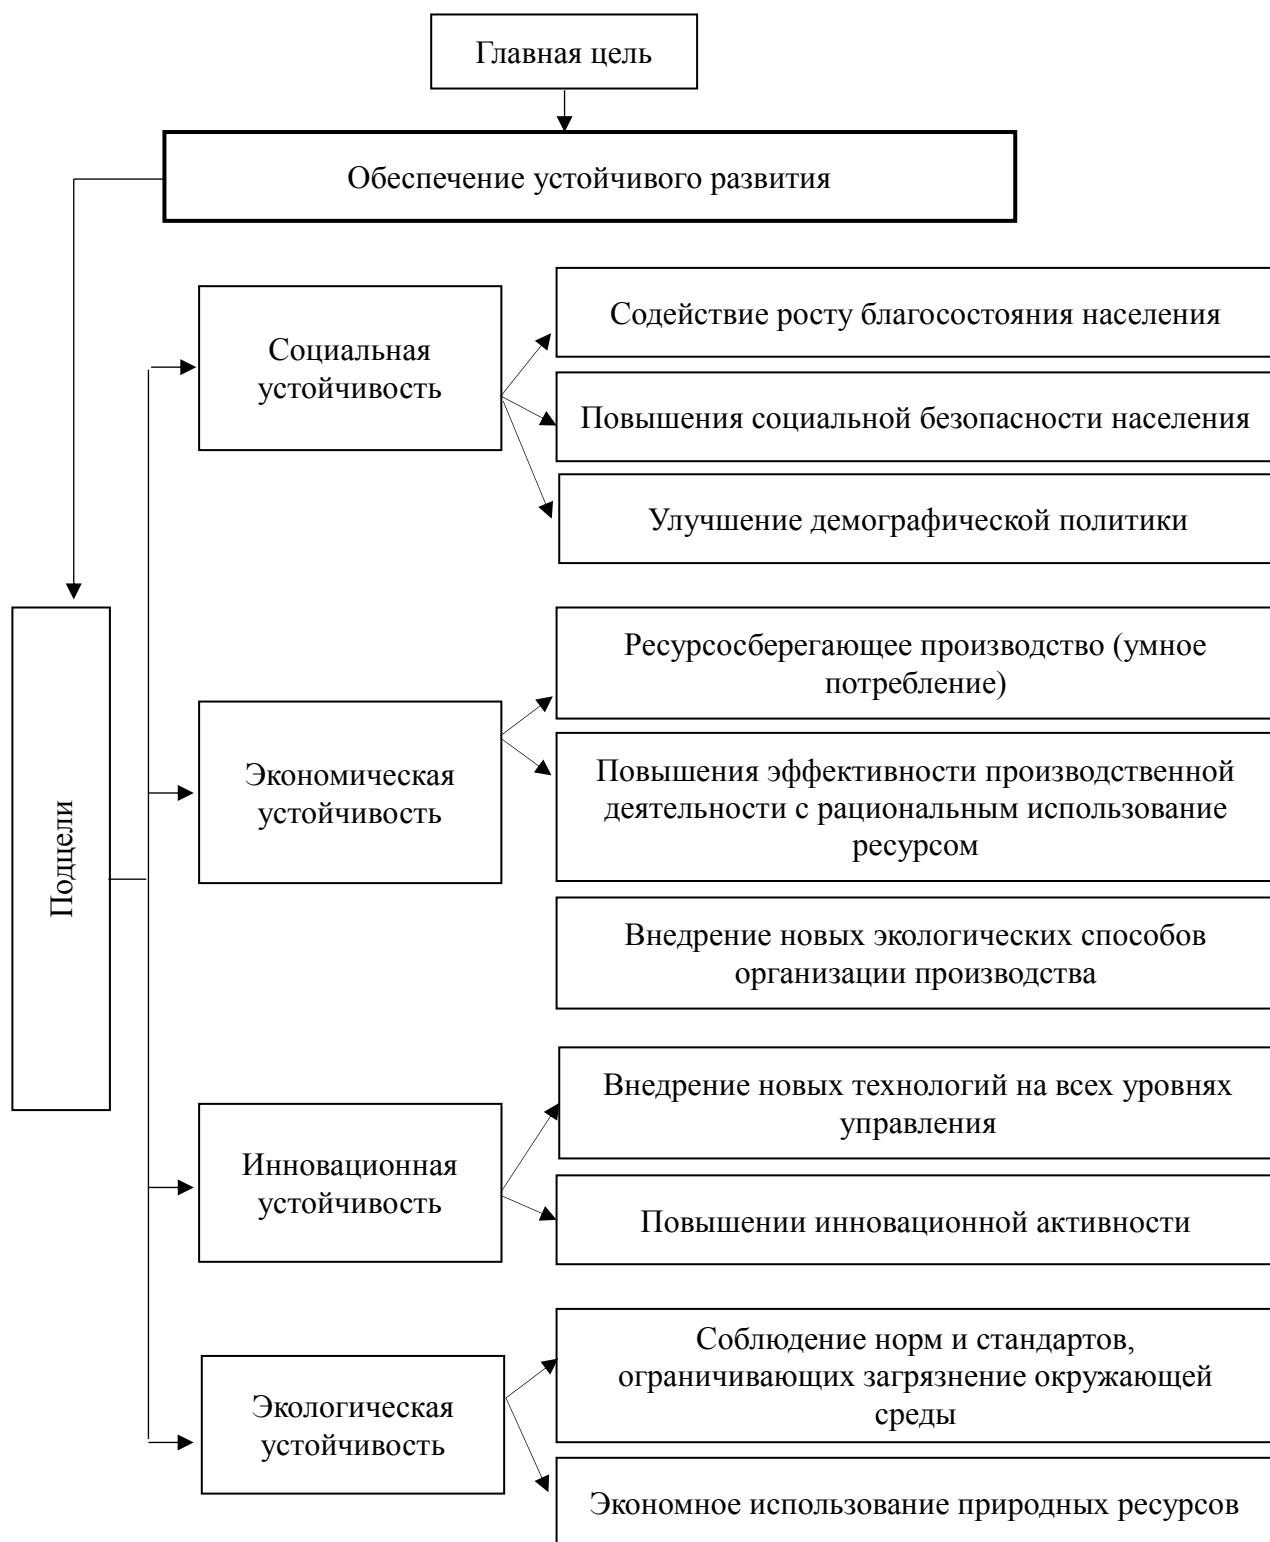 Главная цель
Обеспечение устойчивого развития
Социальная
устойчивость
Содействие росту благосостояния населения
Повышения социальной безопасности населения
Улучшение демографической политики
Подцели
Экономическая
устойчивость
Ресурсосберегающее производство (умное
потребление)
Повышения эффективности производственной
деятельности с рациональным использование
ресурсом
Внедрение новых экологических способов
организации производства
Инновационная
устойчивость
Внедрение новых технологий на всех уровнях
управления
Повышении инновационной активности
Экологическая
устойчивость
Соблюдение норм и стандартов,
ограничивающих загрязнение окружающей
среды
Экономное использование природных ресурсов